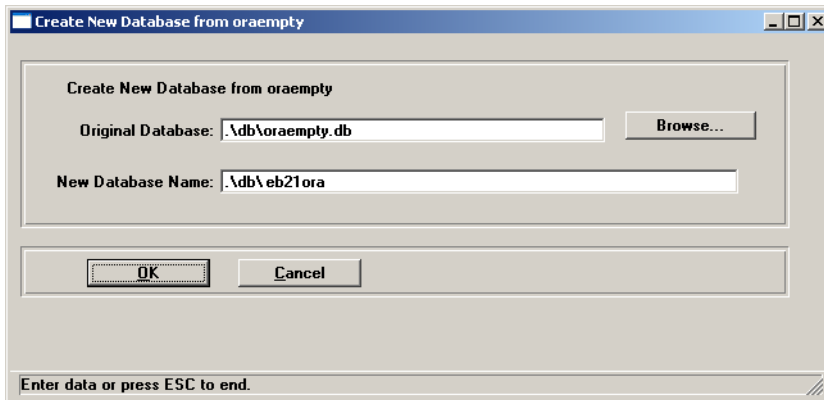 Create New Database from oraempty
Create New Database from oraempty
Original Database: .\db\oraempty.db Browse...
New Database Name: .\db\eb21ora
OK Cancel
Enter data or press ESC to end.